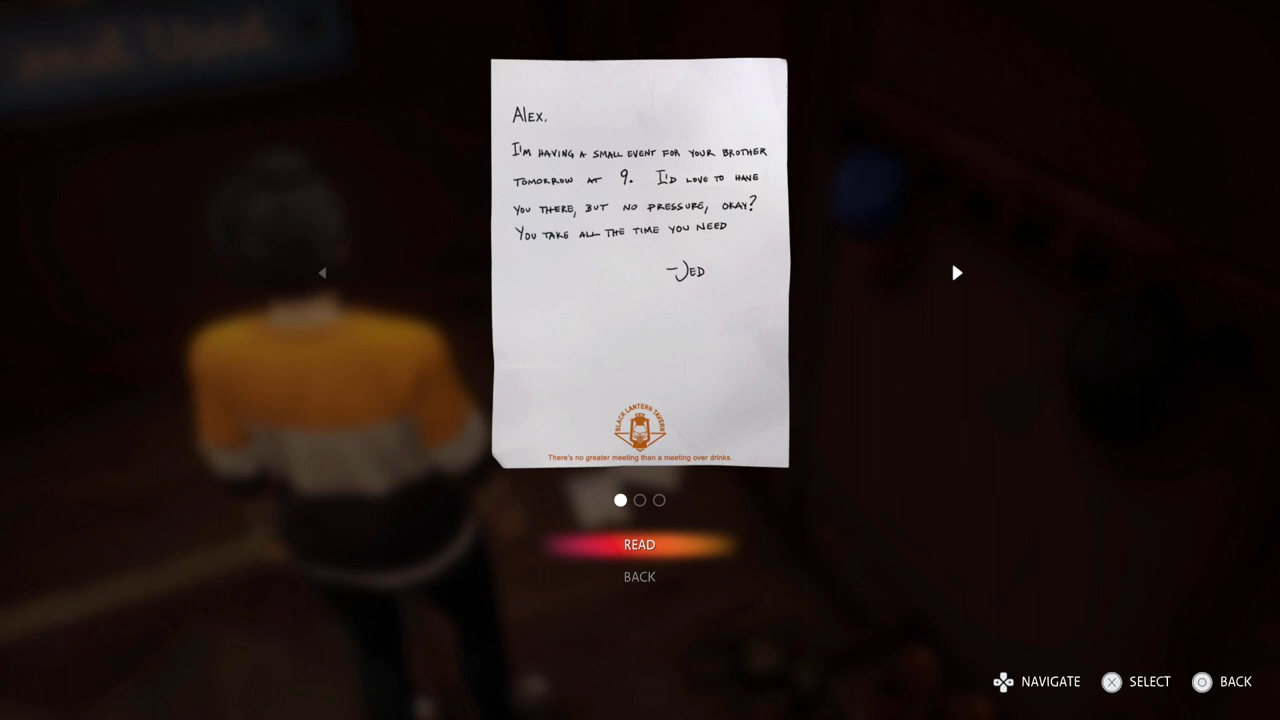 Alex,
I'm having a small event for your brother
tomorrow at 9. I'd love to have
you there, but no pressure, okay?
You take all the time you need
-Jed
BLACK LANTERN TAVERN
There's no greater meeting than a meeting over drinks.
READ
BACK
NAVIGATE SELECT BACK